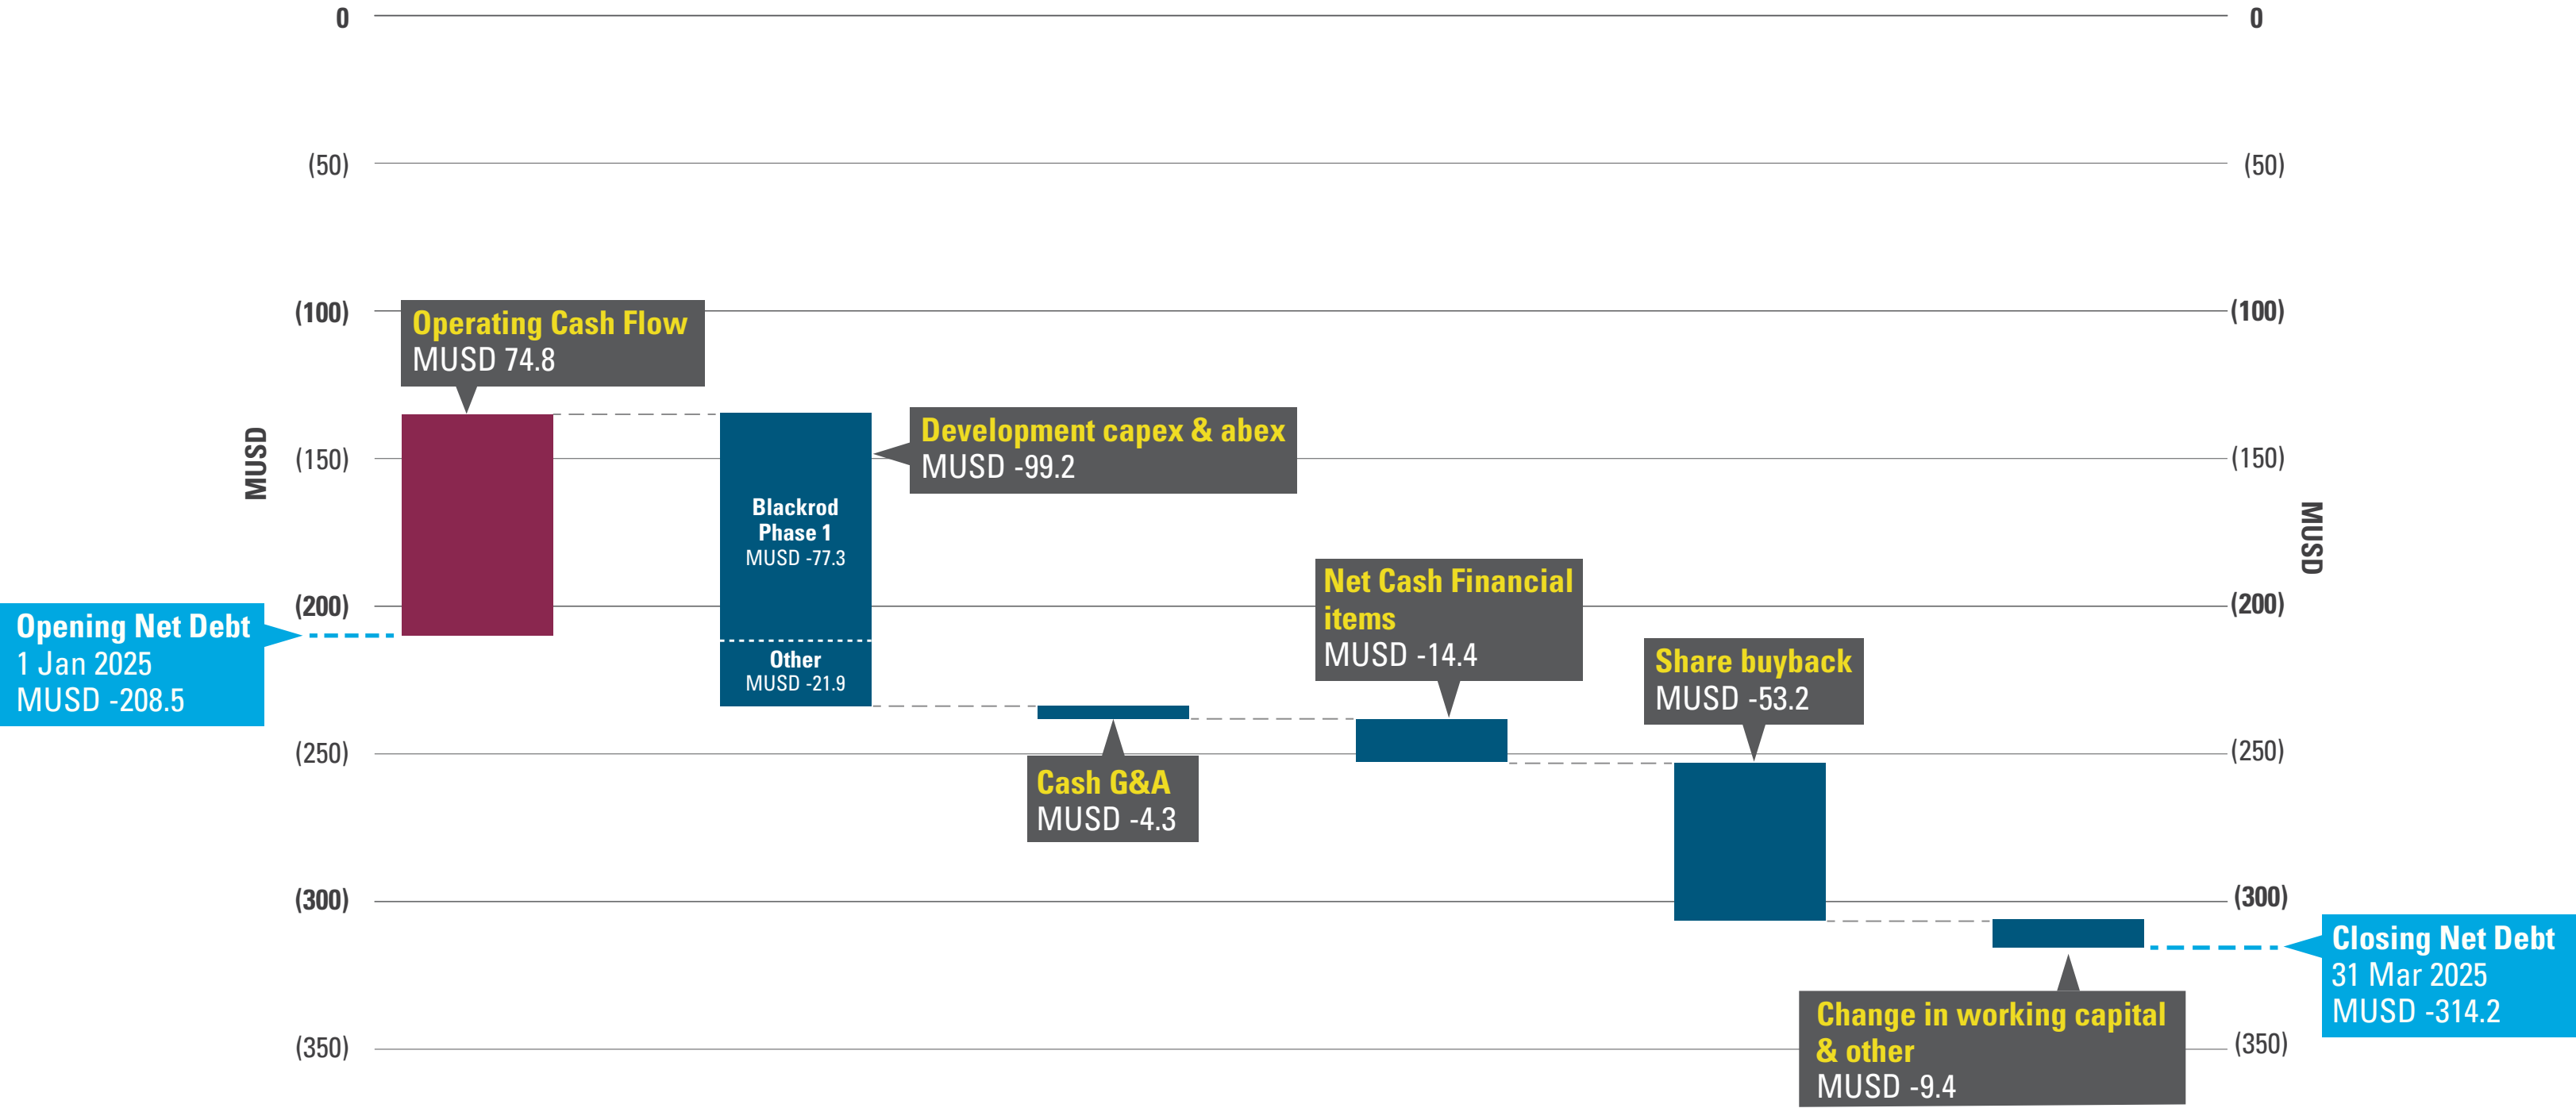 0
(50)
(100)
(150)
(200)
(250)
(300)
(350)
MUSD
Opening Net Debt
1 Jan 2025
MUSD -208.5
Operating Cash Flow
MUSD 74.8
Development capex & abex
MUSD -99.2
Blackrod
Phase 1
MUSD -77.3
Other
MUSD -21.9
Cash G&A
MUSD -4.3
Net Cash Financial
items
MUSD -14.4
Share buyback
MUSD -53.2
Change in working capital
& other
MUSD -9.4
0
(50)
(100)
(150)
(200)
(250)
(300)
(350)
MUSD
Closing Net Debt
31 Mar 2025
MUSD -314.2